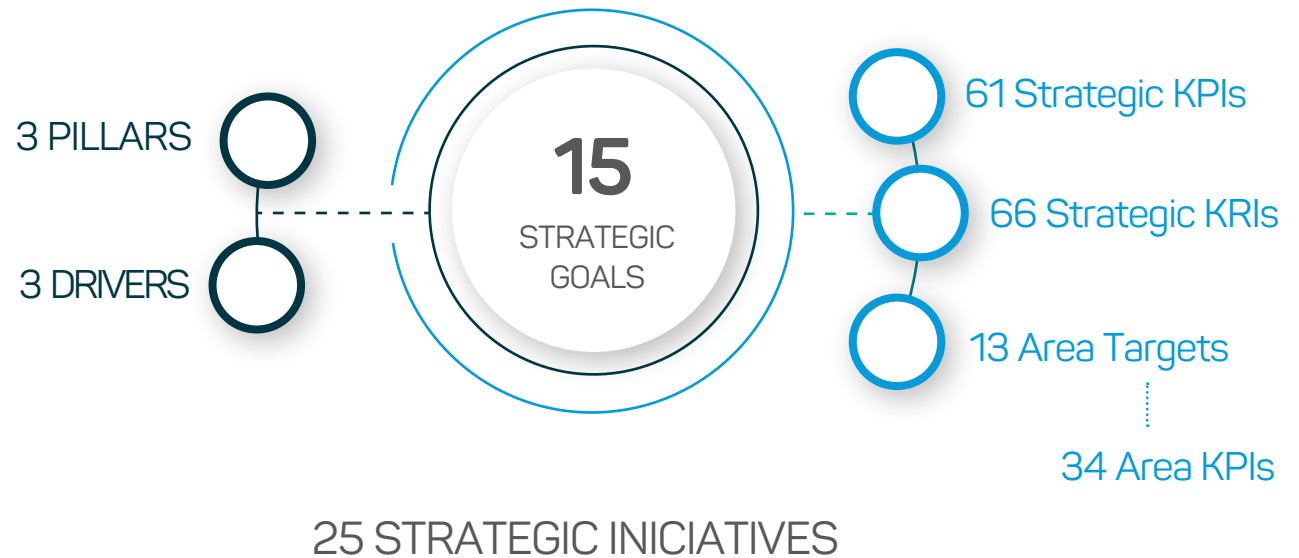 3 PILLARS
3 DRIVERS
15
STRATEGIC
GOALS
61 Strategic KPIs
66 Strategic KRIs
13 Area Targets
34 Area KPIs
25 STRATEGIC INICIATIVES